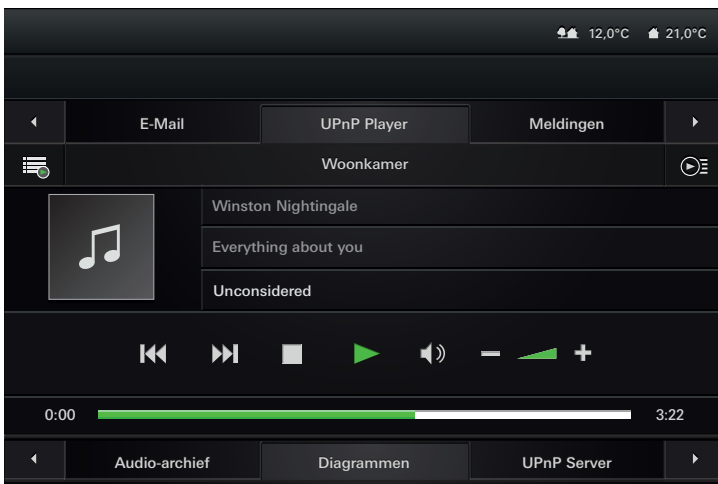 12,0°C 21,0°C
E-Mail UPnP Player Meldingen
Woonkamer
Winston Nightingale
Everything about you
Unconsidered
0:00 3:22
Audio-archief Diagrammen UPnP Server